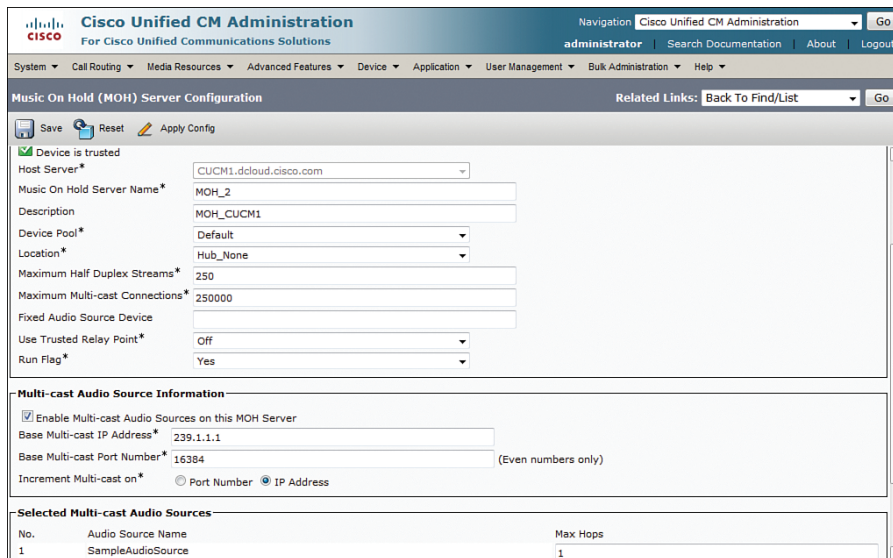 cisco
Cisco Unified CM Administration
For Cisco Unified Communications Solutions
Navigation Cisco Unified CM Administration Go
administrator | Search Documentation | About | Logout
System Call Routing Media Resources Advanced Features Device Application User Management Bulk Administration Help
Music On Hold (MOH) Server Configuration
Related Links: Back To Find/List Go
Save Reset Apply Config
Device is trusted
Host Server* CUCM1.dcloud.cisco.com
Music On Hold Server Name* MOH_2
Description MOH_CUCM1
Device Pool* Default
Location* Hub_None
Maximum Half Duplex Streams* 250
Maximum Multi-cast Connections* 250000
Fixed Audio Source Device
Use Trusted Relay Point* Off
Run Flag* Yes
Multi-cast Audio Source Information
Enable Multi-cast Audio Sources on this MOH Server
Base Multi-cast IP Address* 239.1.1.1
Base Multi-cast Port Number* 16384 (Even numbers only)
Increment Multi-cast on* Port Number IP Address
Selected Multi-cast Audio Sources
No. Audio Source Name Max Hops
1 SampleAudioSource 1